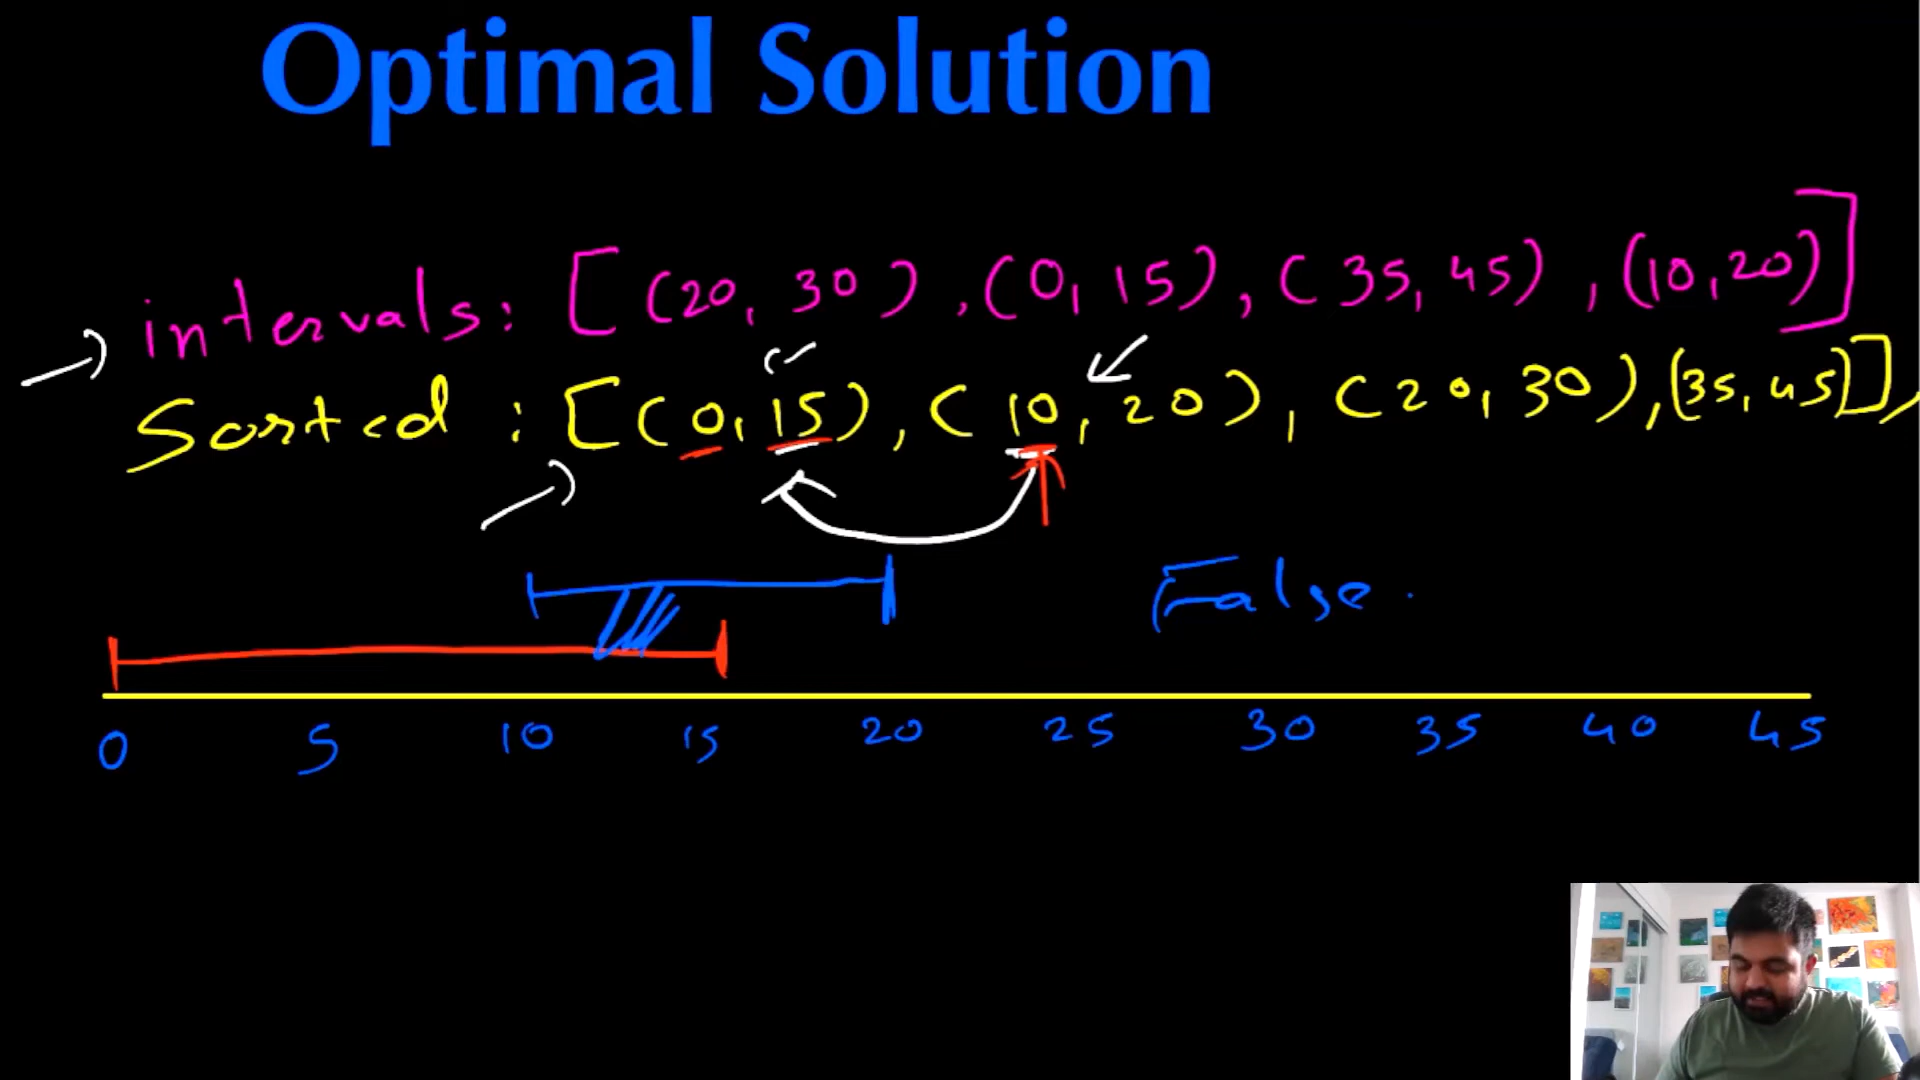 Optimal Solution
intervals: [(20, 30), (0, 15), (35, 45), (10, 20)]
Sorted: [(0, 15), (10, 20), (20, 30), (35, 45)],
False.
0 5 10 15 20 25 30 35 40 45